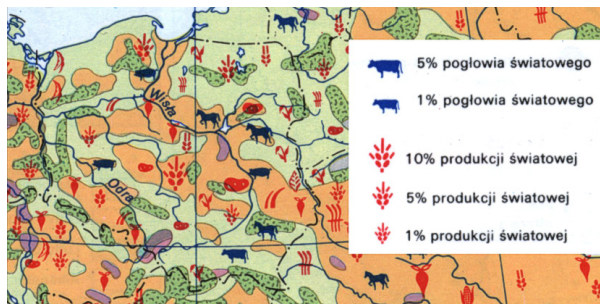 Wisła
Odra
5% pogłowia światowego
1% pogłowia światowego
10% produkcji światowej
5% produkcji światowej
1% produkcji światowej